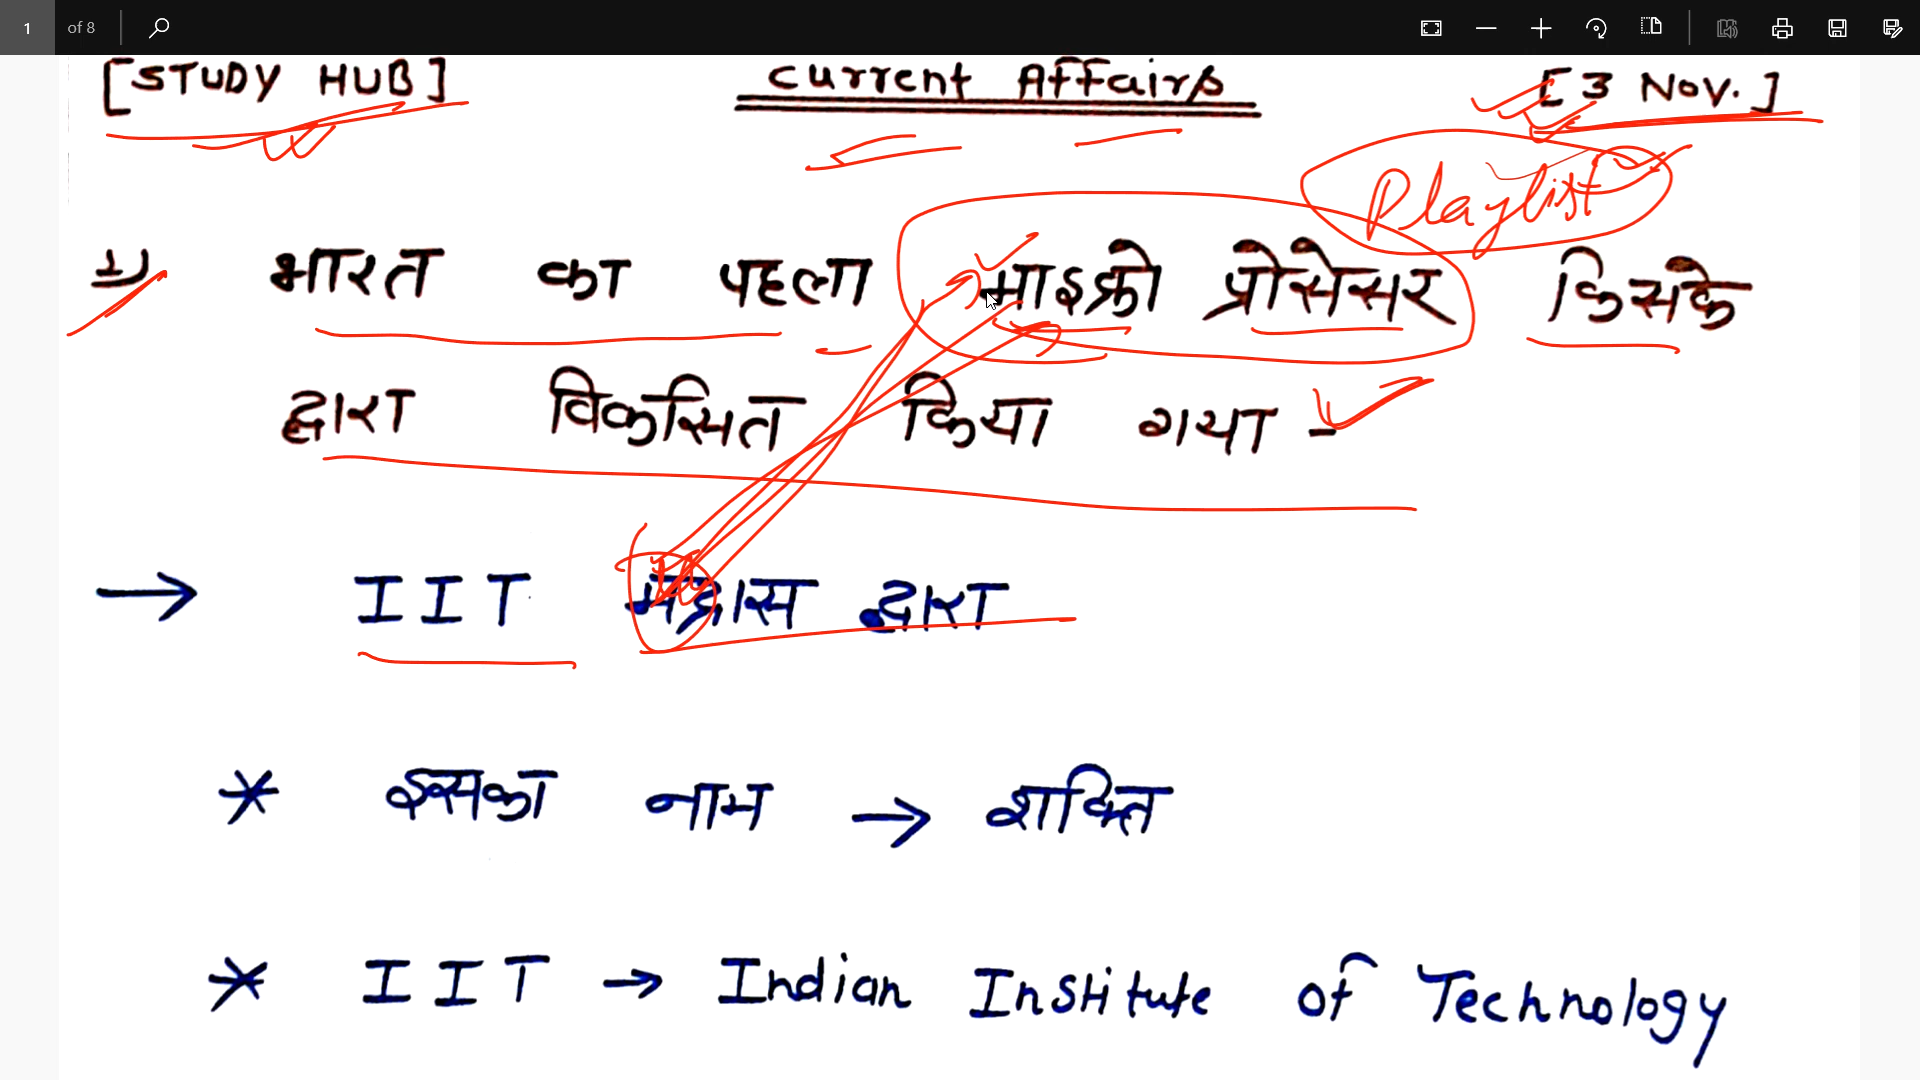 1 of 8
[STUDY HUB] Current Affairs [3 Nov.]
Playlist
1) भारत का पहला माइक्रो प्रोसेसर किसके
द्वारा विकसित किया गया -
→ IIT मद्रास द्वारा
* इसका नाम → शक्ति
* IIT → Indian Institute of Technology